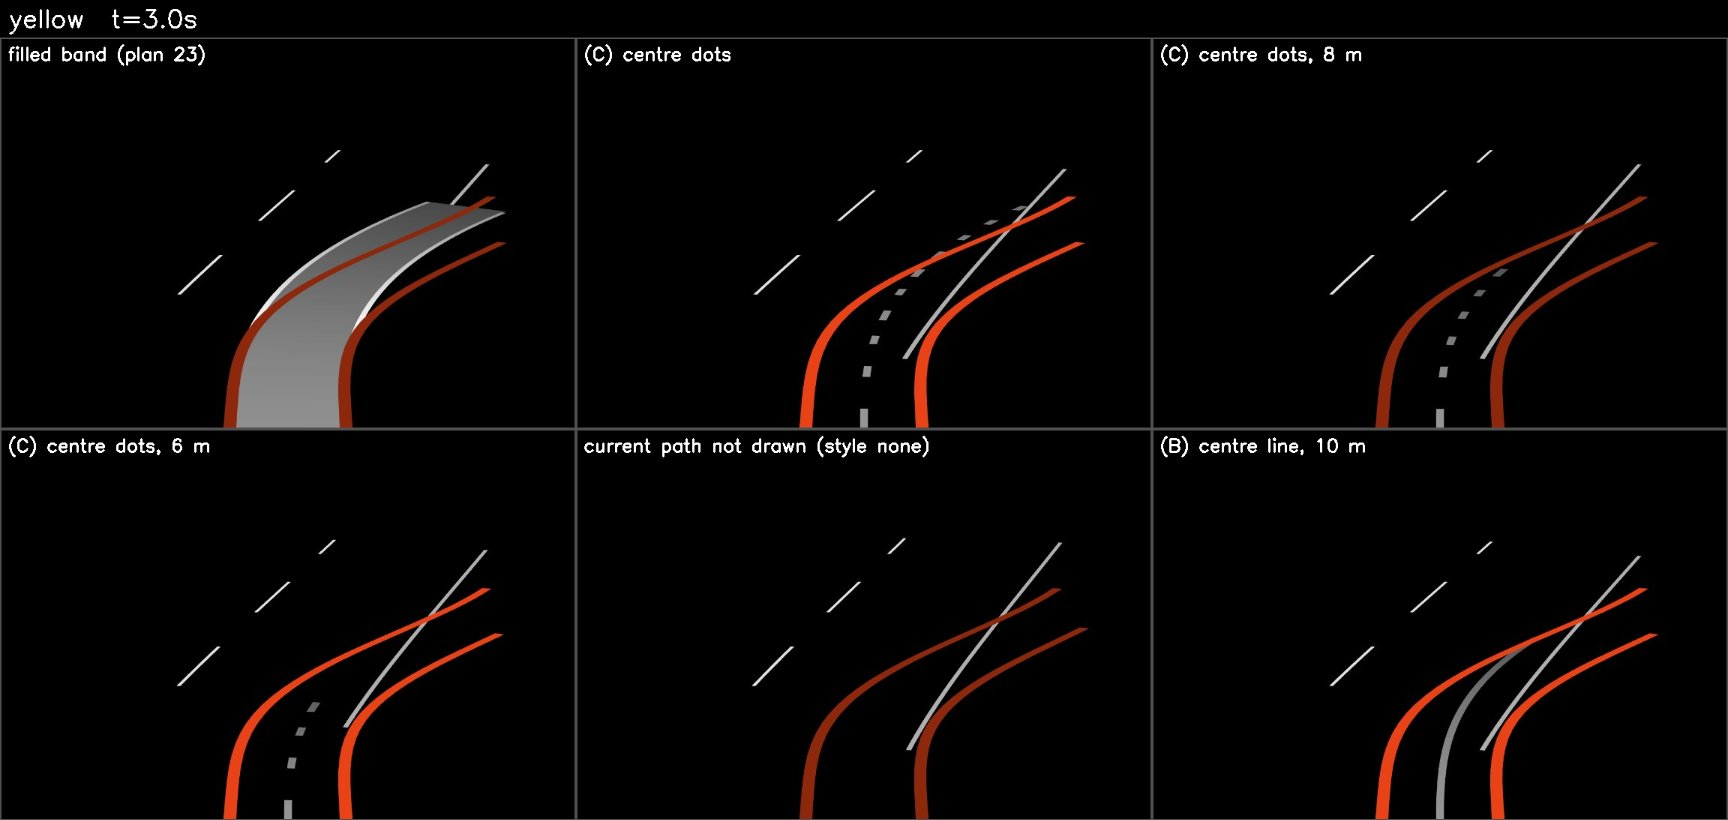 yellow t=3.0s
filled band (plan 23)
(C) centre dots
(C) centre dots, 8 m
(C) centre dots, 6 m
current path not drawn (style none)
(B) centre line, 10 m